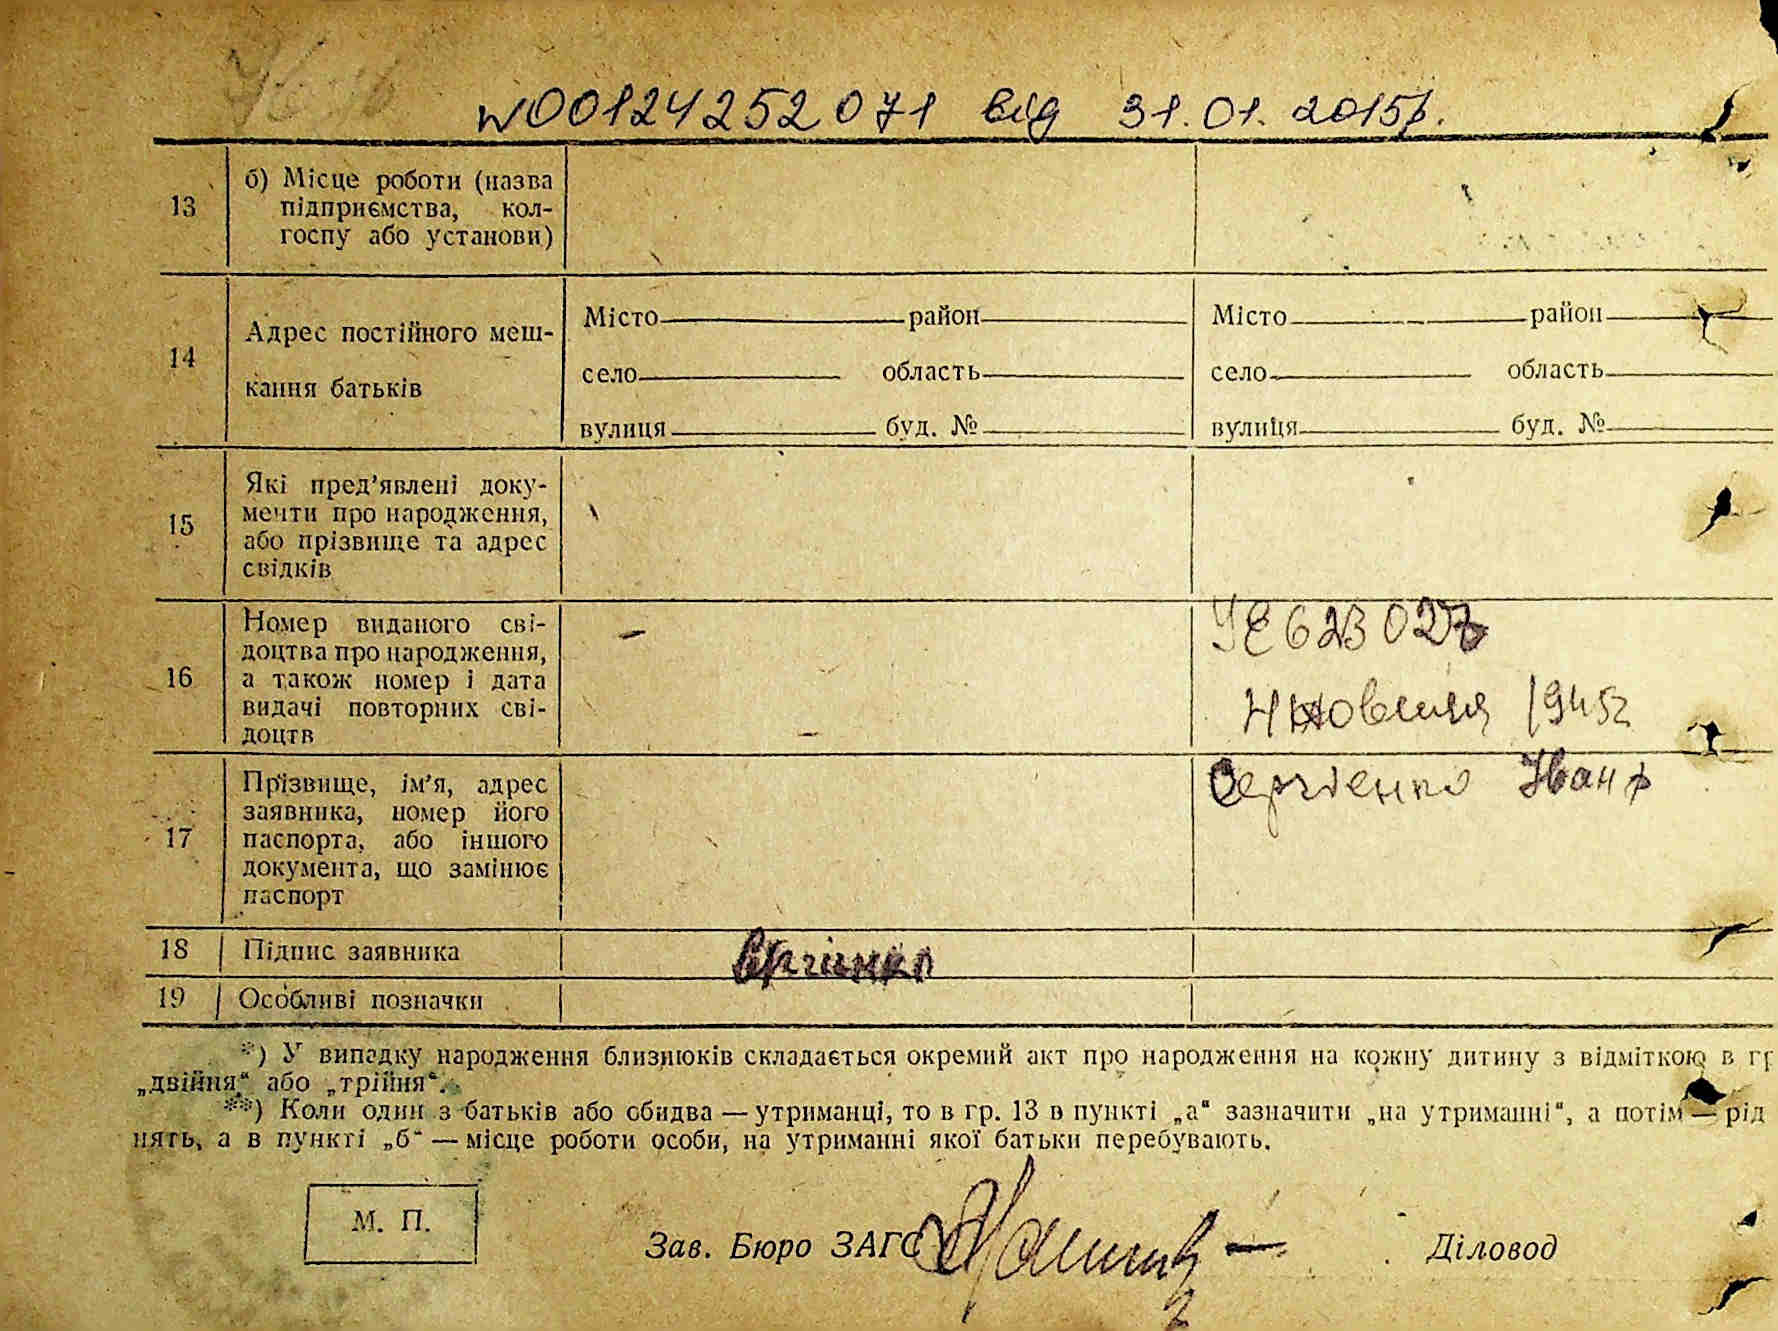 №00124252071 від 31.01.2015р.
13
б) Місце роботи (назва
підприємства, кол-
госпу або установи)
14
Адрес постійного меш-
кання батьків
Місто район
село область
вулиця буд. №
Місто район
село область
вулиця буд. №
15
Які пред’явлені доку-
менти про народження,
або прізвище та адрес
свідків
16
Номер виданого сві-
доцтва про народження,
а також номер і дата
видачі повторних сві-
доцтв
–
–
УЕ 623027
1945
17
Прізвище, ім’я, адрес
заявника, номер його
паспорта, або іншого
документа, що замінює
паспорт
Сергієнко Іван
18
Підпис заявника
Сергієнко
19
Особливі позначки
*) У випадку народження близнюків складається окремий акт про народження на кожну дитину з відміткою в гр
„двійня“ або „трійня“.
**) Коли один з батьків або обидва — утриманці, то в гр. 13 в пункті „а“ зазначити „на утриманні“, а потім — рід
нять, а в пункті „б“ — місце роботи особи, на утриманні якої батьки перебувають.
М. П.
Зав. Бюро ЗАГС
Діловод